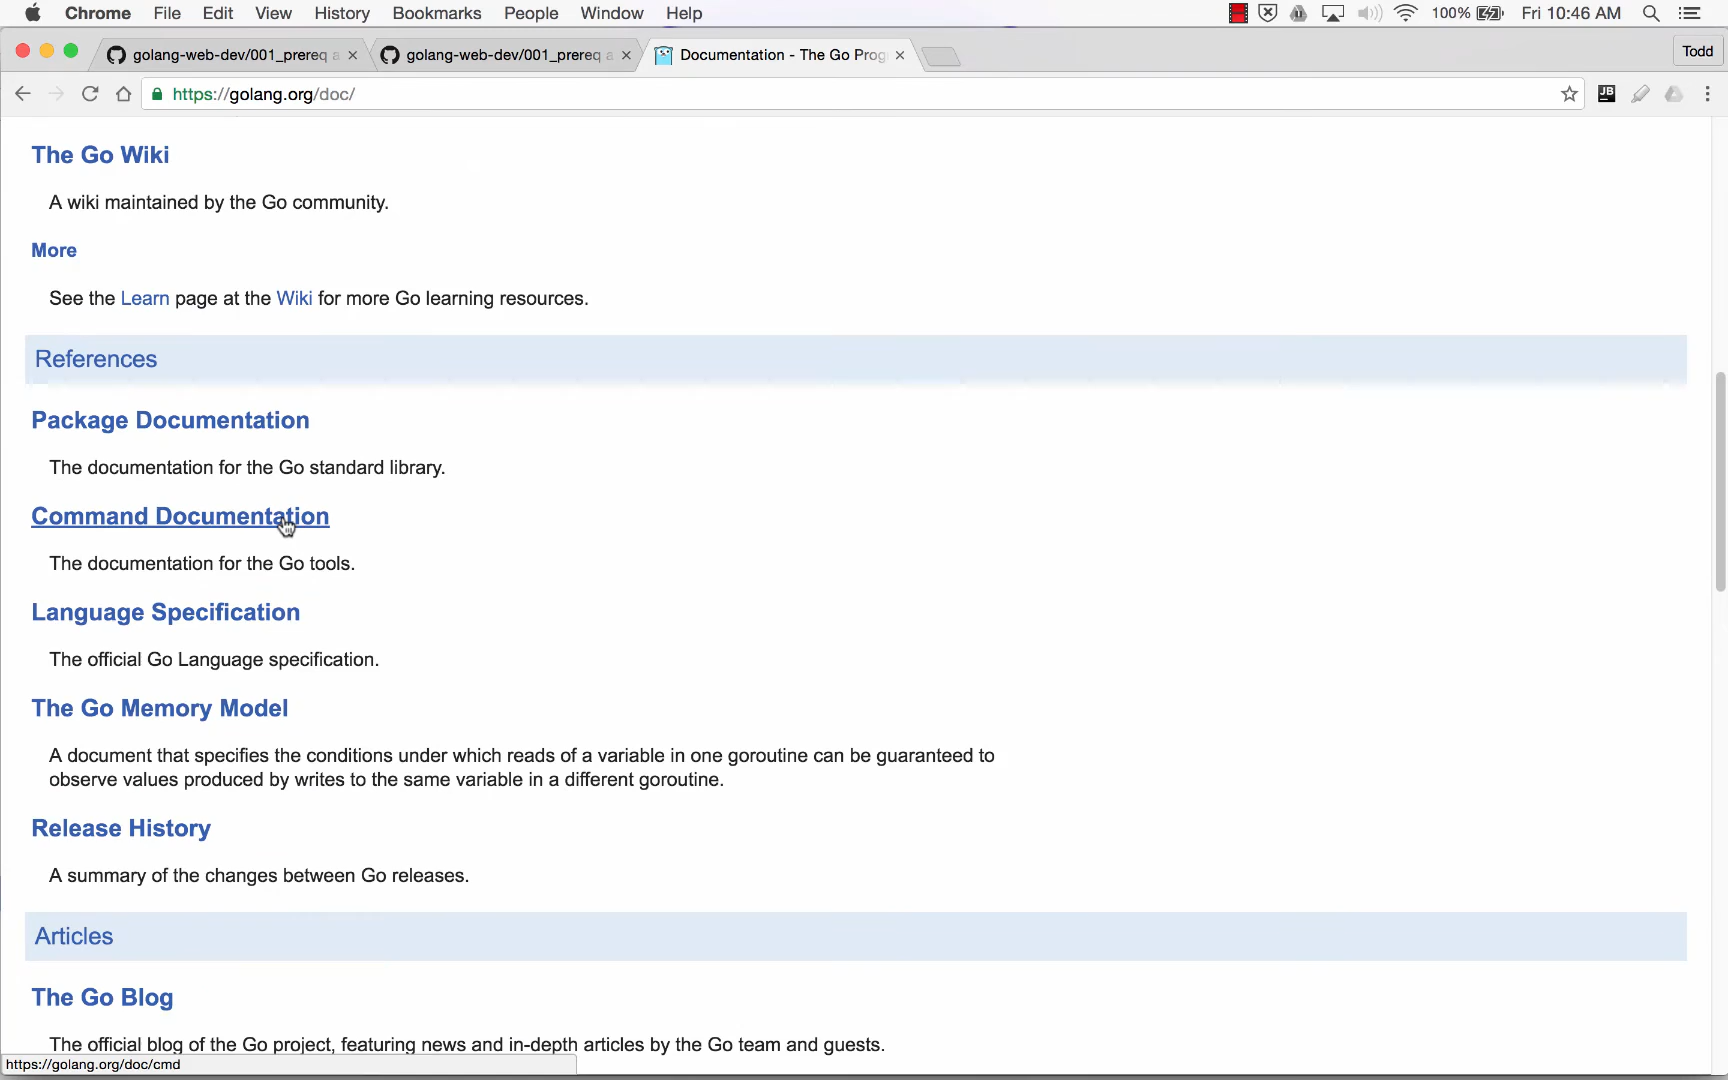 Chrome File Edit View History Bookmarks People Window Help 100% Fri 10:46 AM
golang-web-dev/001_prereq a golang-web-dev/001_prereq a Documentation - The Go Prog Todd
https://golang.org/doc/ JB
The Go Wiki
A wiki maintained by the Go community.
More
See the Learn page at the Wiki for more Go learning resources.
References
Package Documentation
The documentation for the Go standard library.
Command Documentation
The documentation for the Go tools.
Language Specification
The official Go Language specification.
The Go Memory Model
A document that specifies the conditions under which reads of a variable in one goroutine can be guaranteed to
observe values produced by writes to the same variable in a different goroutine.
Release History
A summary of the changes between Go releases.
Articles
The Go Blog
The official blog of the Go project, featuring news and in-depth articles by the Go team and guests.
https://golang.org/doc/cmd